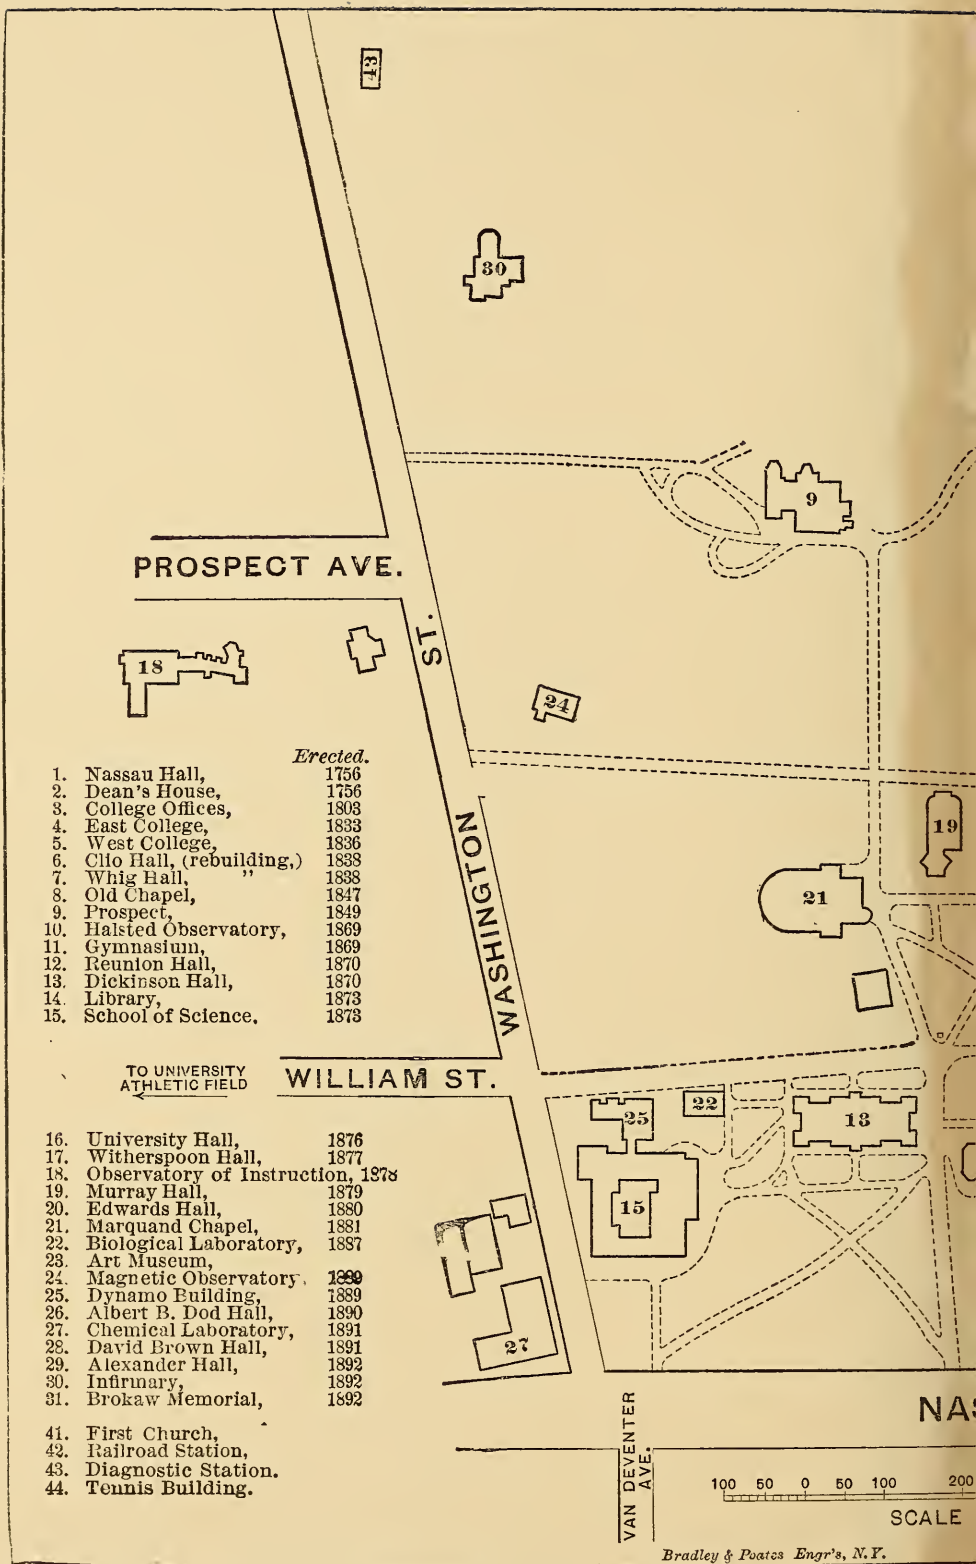 43
30
9
PROSPECT AVE.
ST.
18
24
Erected.
1. Nassau Hall, 1756
2. Dean's House, 1756
3. College Offices, 1803
4. East College, 1833
5. West College, 1836
6. Clio Hall, (rebuilding,) 1838
7. Whig Hall, " 1838
8. Old Chapel, 1847
9. Prospect, 1849
10. Halsted Observatory, 1869
11. Gymnasium, 1869
12. Reunion Hall, 1870
13. Dickinson Hall, 1870
14. Library, 1873
15. School of Science, 1873
WASHINGTON
19
21
TO UNIVERSITY
ATHLETIC FIELD
WILLIAM ST.
25
22
13
15
16. University Hall, 1876
17. Witherspoon Hall, 1877
18. Observatory of Instruction, 1878
19. Murray Hall, 1879
20. Edwards Hall, 1880
21. Marquand Chapel, 1881
22. Biological Laboratory, 1887
23. Art Museum,
24. Magnetic Observatory, 1889
25. Dynamo Building, 1889
26. Albert B. Dod Hall, 1890
27. Chemical Laboratory, 1891
28. David Brown Hall, 1891
29. Alexander Hall, 1892
30. Infirmary, 1892
31. Brokaw Memorial, 1892
27
41. First Church,
42. Railroad Station,
43. Diagnostic Station.
44. Tennis Building.
NAS
VAN DEVENTER
AVE.
100 50 0 50 100 200
SCALE
Bradley & Poates Engr's, N.Y.